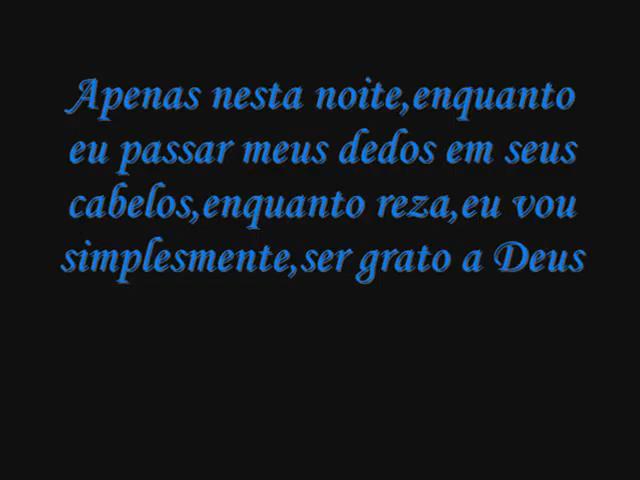 Apenas nesta noite,enquanto
eu passar meus dedos em seus
cabelos,enquanto reza,eu vou
simplesmente,ser grato a Deus